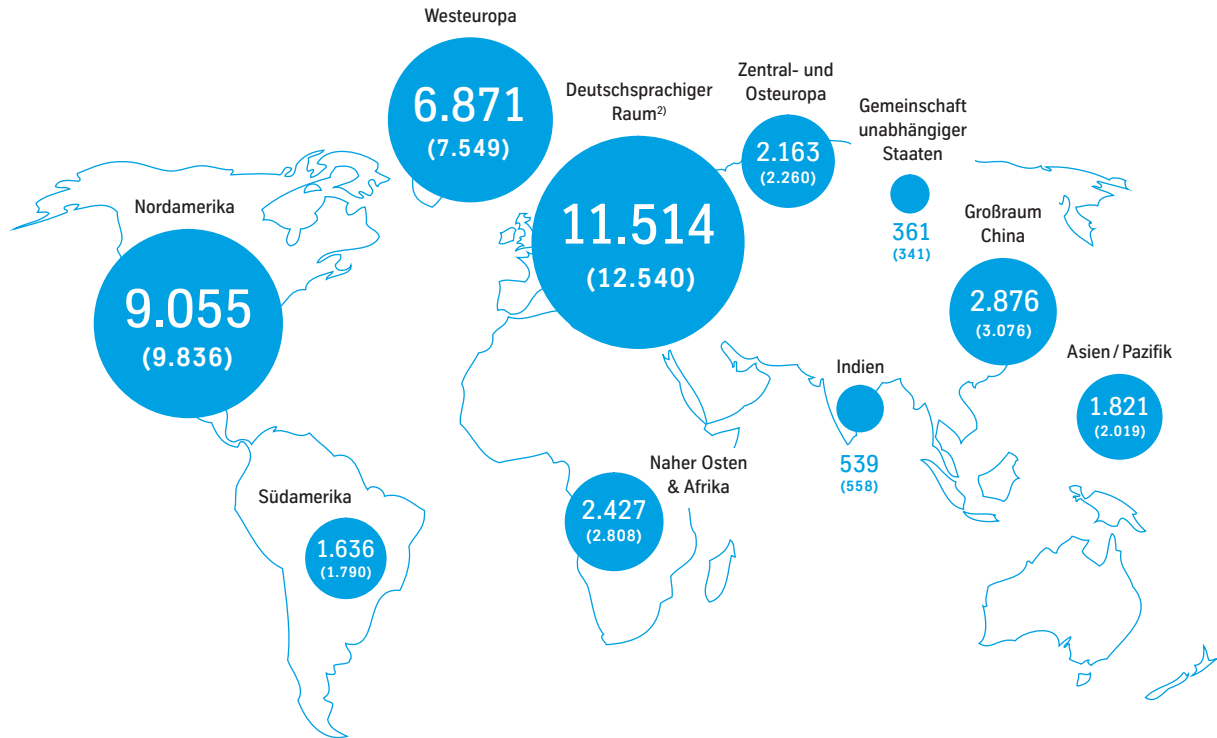 Westeuropa
6.871
(7.549)
Deutschsprachiger
Raum2)
11.514
(12.540)
Zentral- und
Osteuropa
2.163
(2.260)
Gemeinschaft
unabhängiger
Staaten
361
(341)
Nordamerika
9.055
(9.836)
Großraum
China
2.876
(3.076)
Asien / Pazifik
1.821
(2.019)
Indien
539
(558)
Naher Osten
& Afrika
2.427
(2.808)
Südamerika
1.636
(1.790)